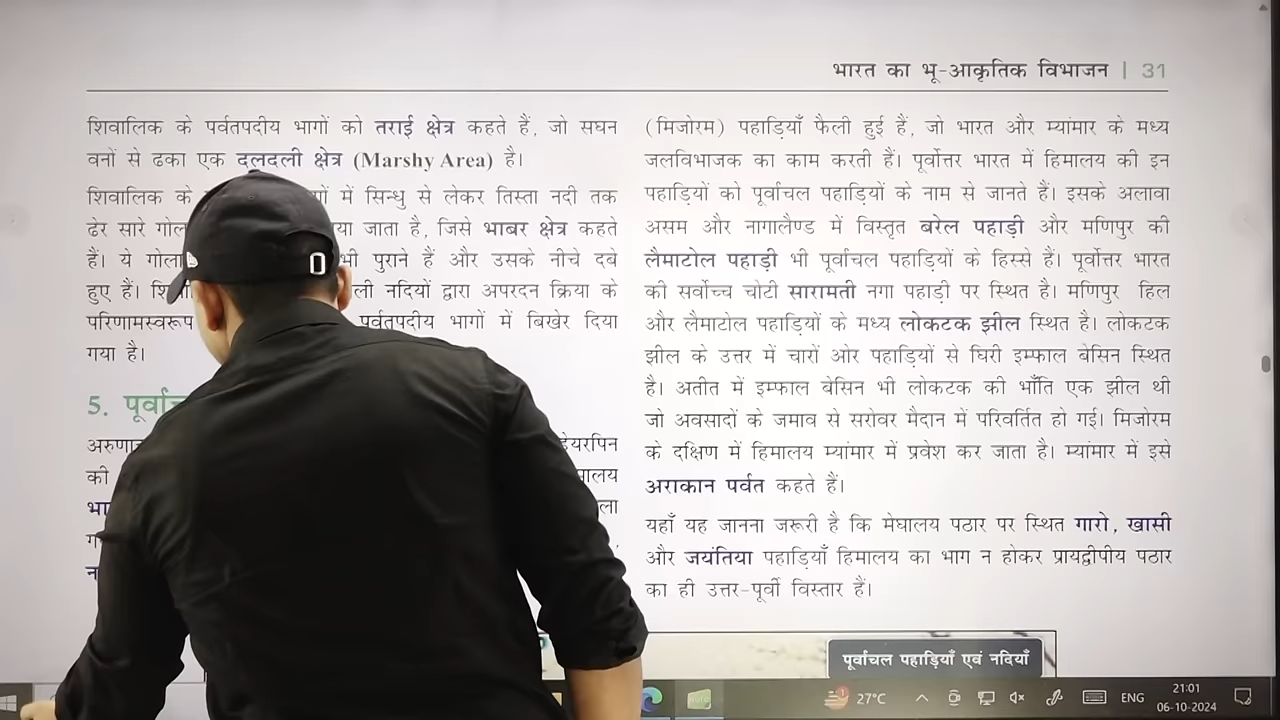 भारत का भू-आकृतिक विभाजन | 31
शिवालिक के पर्वतपदीय भागों को तराई क्षेत्र कहते हैं, जो सघन
वनों से ढका एक दलदली क्षेत्र (Marshy Area) है।
शिवालिक के में सिन्धु से लेकर तिस्ता नदी तक
ढेर सारे जाता है, जिसे भाबर क्षेत्र कहते
हैं। ये पुराने हैं और उसके नीचे दबे
हुए हैं। नदियों द्वारा अपरदन क्रिया के
परिणामस्वरूप पर्वतपदीय भागों में बिखेर दिया
गया है।
5.
हेयरपिन
की
(मिजोरम) पहाड़ियाँ फैली हुई हैं, जो भारत और म्यांमार के मध्य
जलविभाजक का काम करती हैं। पूर्वोत्तर भारत में हिमालय की इन
पहाड़ियों को पूर्वाचल पहाड़ियों के नाम से जानते हैं। इसके अलावा
असम और नागालैण्ड में विस्तृत बरेल पहाड़ी और मणिपुर की
लैमाटोल पहाड़ी भी पूर्वाचल पहाड़ियों के हिस्से हैं। पूर्वोत्तर भारत
की सर्वोच्च चोटी सारामती नगा पहाड़ी पर स्थित है। मणिपुर हिल
और लैमाटोल पहाड़ियों के मध्य लोकटक झील स्थित है। लोकटक
झील के उत्तर में चारों ओर पहाड़ियों से घिरी इम्फाल बेसिन स्थित
है। अतीत में इम्फाल बेसिन भी लोकटक की भाँति एक झील थी
जो अवसादों के जमाव से सरोवर मैदान में परिवर्तित हो गई। मिजोरम
के दक्षिण में हिमालय म्यांमार में प्रवेश कर जाता है। म्यांमार में इसे
अराकान पर्वत कहते हैं।
यहाँ यह जानना जरूरी है कि मेघालय पठार पर स्थित गारो, खासी
और जयंतिया पहाड़ियाँ हिमालय का भाग न होकर प्रायद्वीपीय पठार
का ही उत्तर-पूर्वी विस्तार हैं।
पूर्वाचल पहाड़ियाँ एवं नदियाँ
1 27°C ENG 21:01
06-10-2024